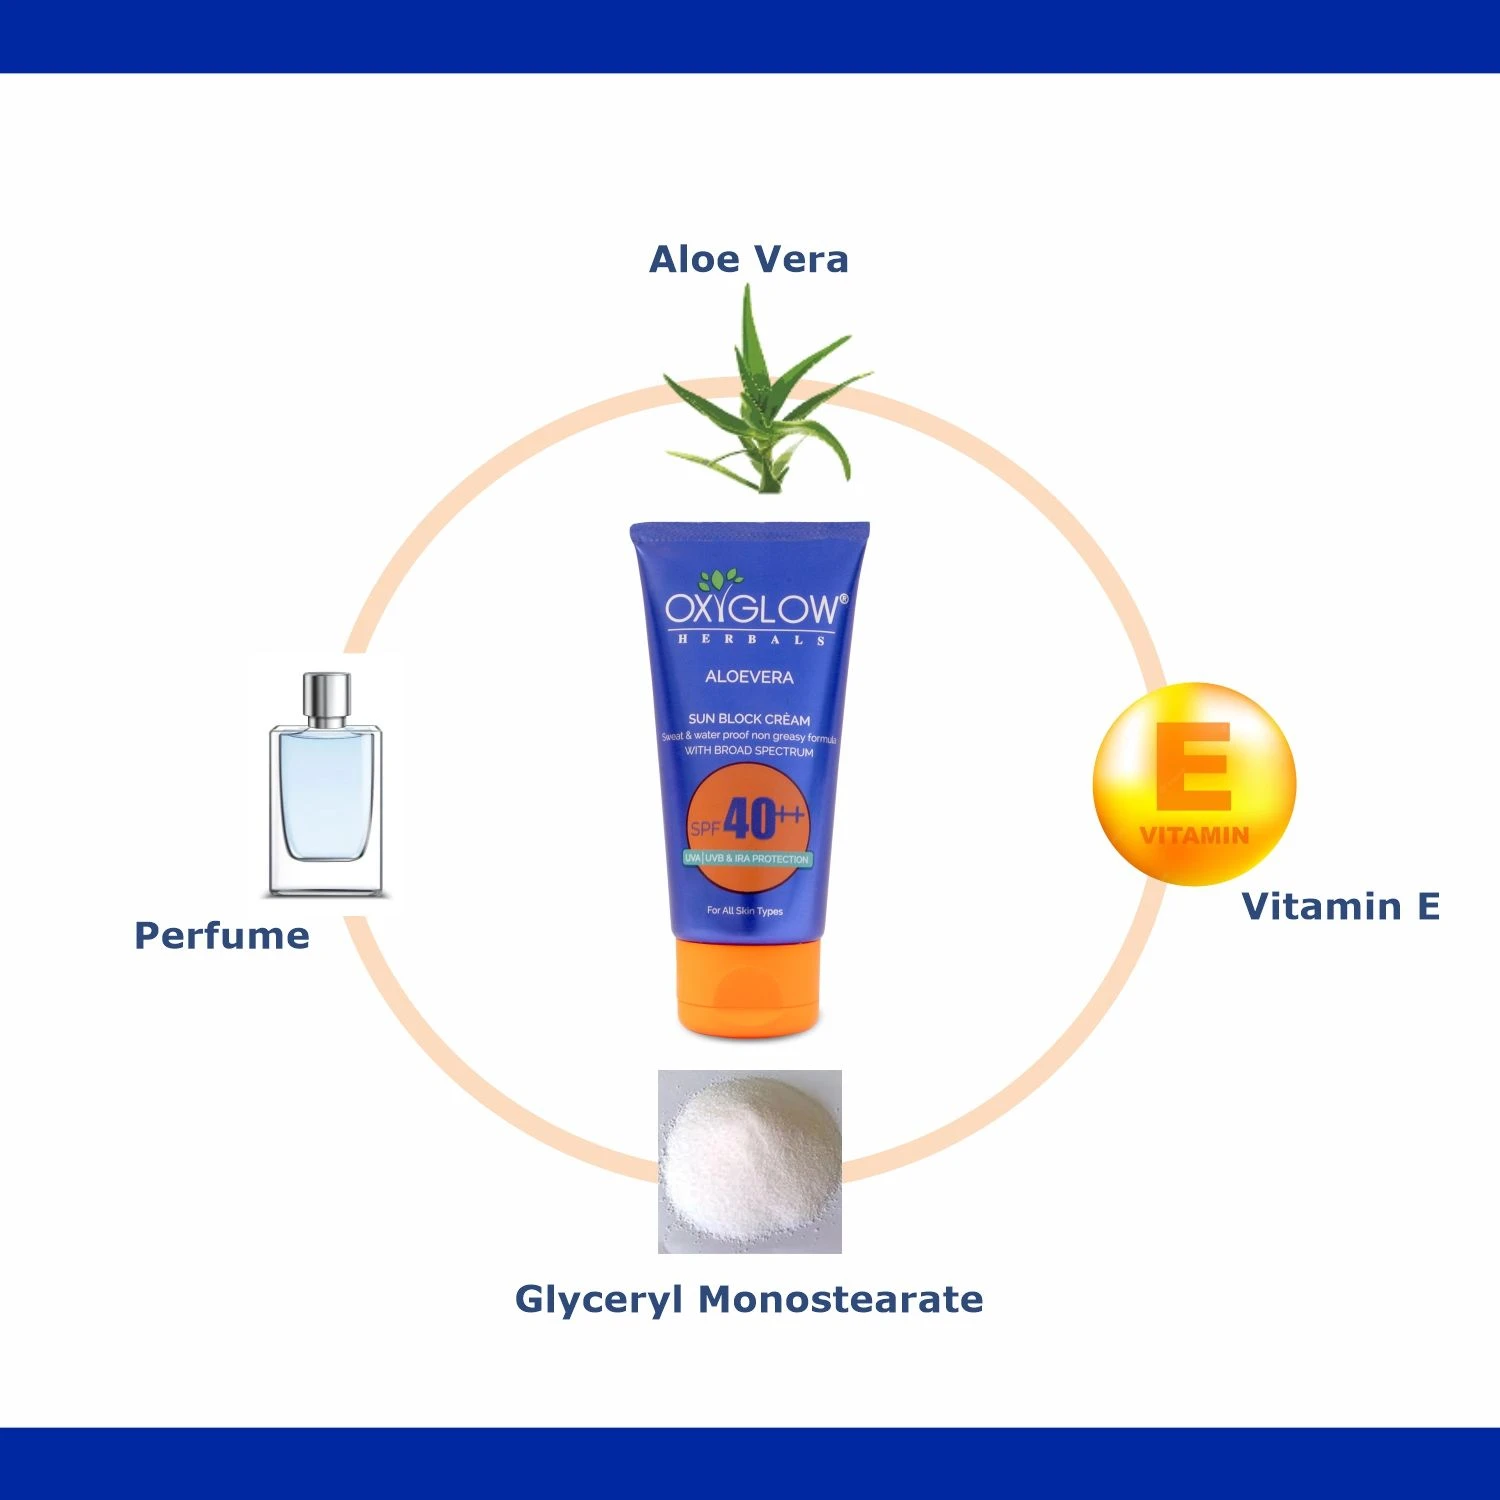 Aloe Vera
OXYGLOW®
HERBALS
ALOEVERA
SUN BLOCK CRÈAM
Sweat & water proof non greasy formula
WITH BROAD SPECTRUM
SPF 40++
UVA|UVB & IRA PROTECTION
For All Skin Types
Perfume
E
VITAMIN
Vitamin E
Glyceryl Monostearate